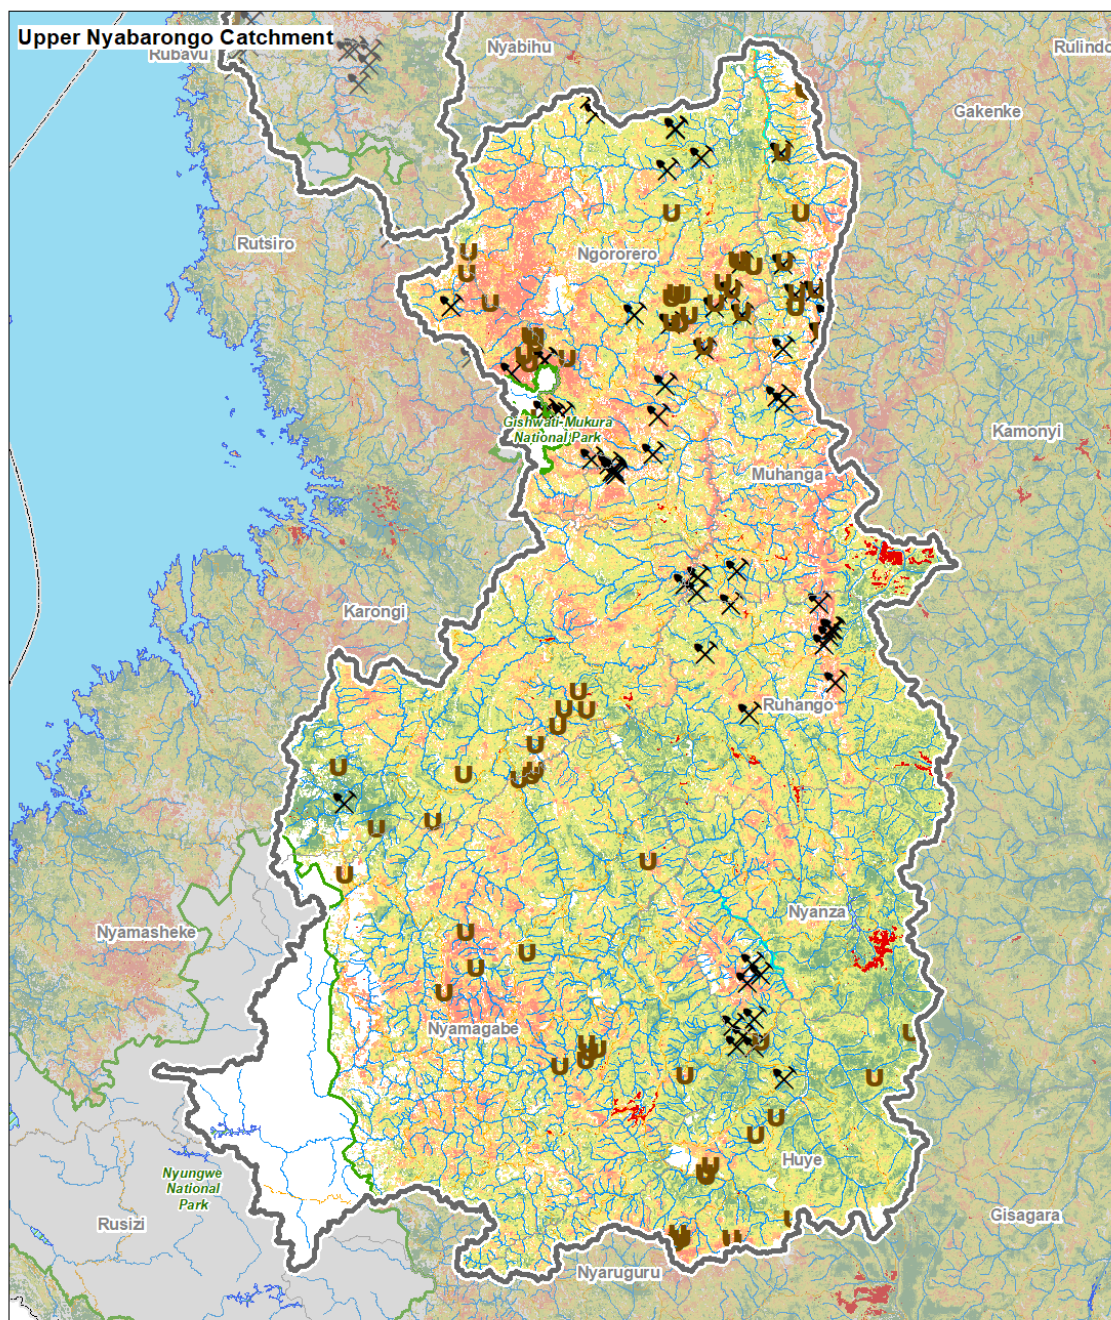 Upper Nyabarongo Catchment
Rubavu
Nyabihu
Rulindo
Gakenke
Rutsiro
Ngororero
Gishwati-Mukura
National Park
Kamonyi
Muhanga
Karongi
Ruhango
Nyanza
Nyamasheke
Nyamagabe
Huye
Nyungwe
National
Park
Rusizi
Gisagara
Nyaruguru